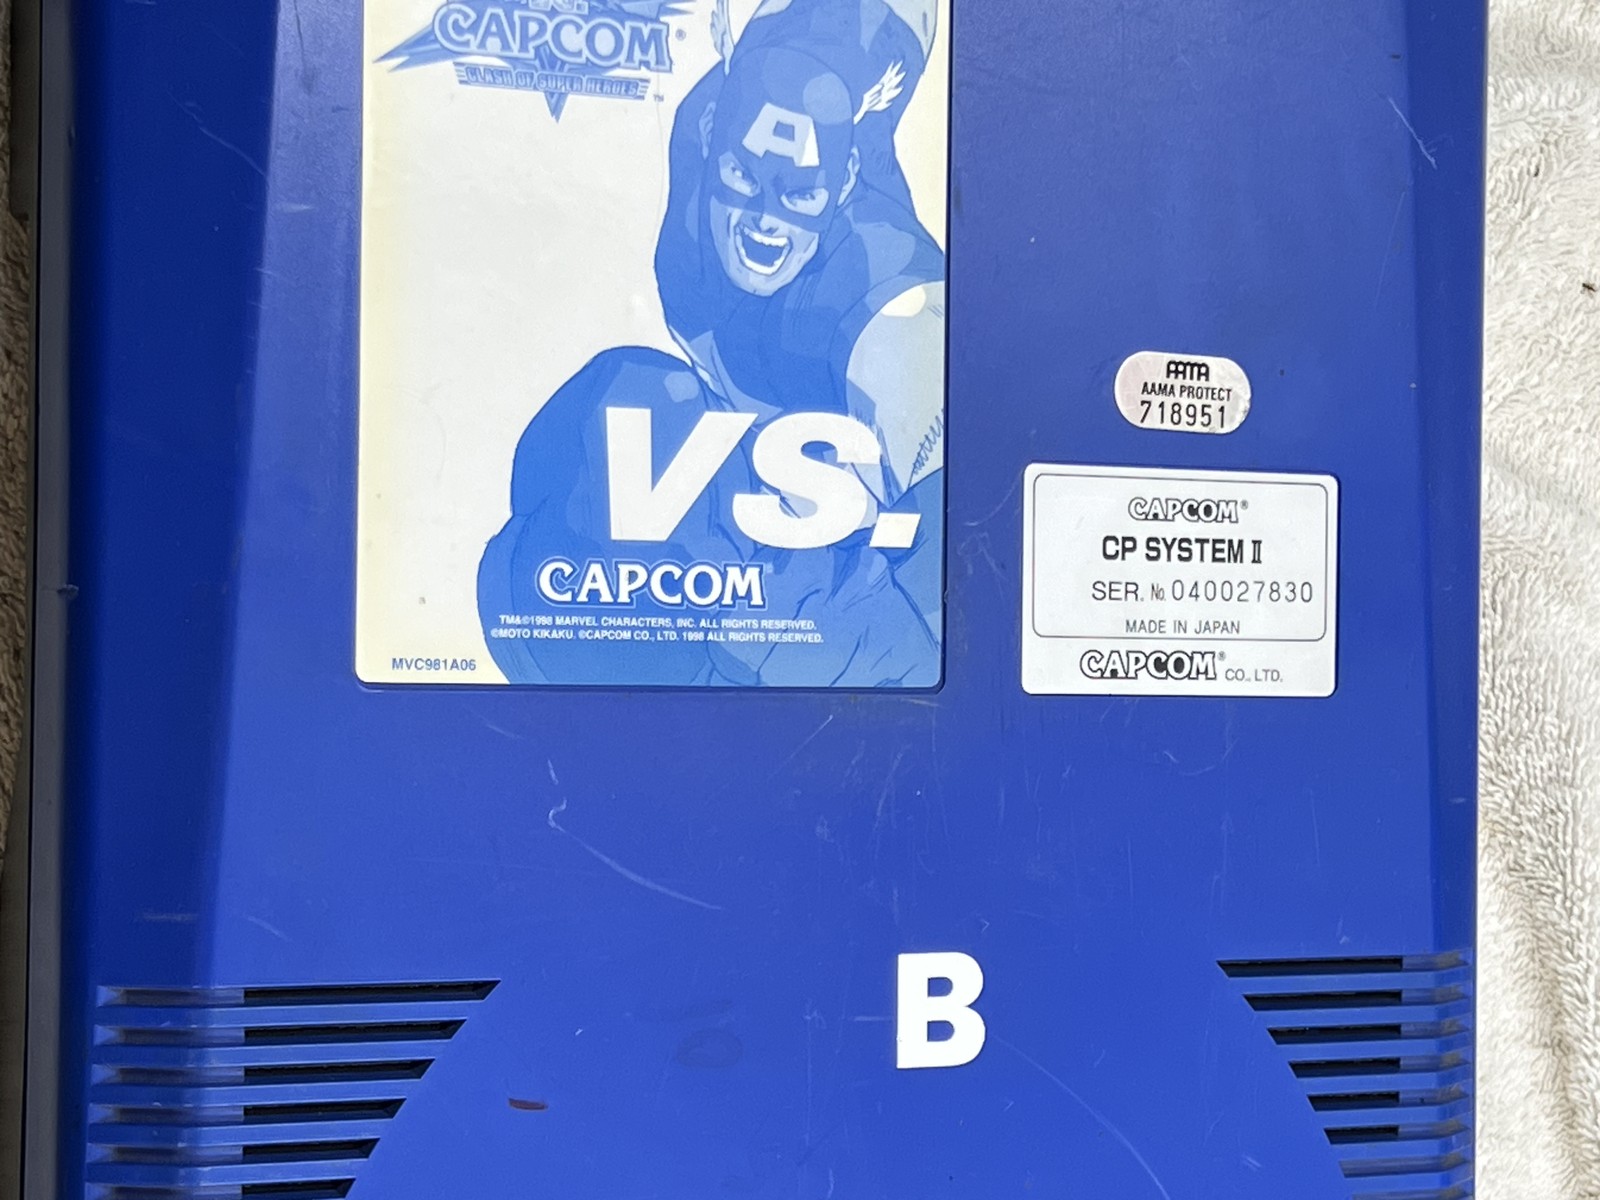 CAPCOM®
CLASH OF SUPER HEROES™
A
VS.
CAPCOM
TM&©1998 MARVEL CHARACTERS, INC. ALL RIGHTS RESERVED.
©MOTO KIKAKU. ©CAPCOM CO., LTD. 1998 ALL RIGHTS RESERVED.
MVC981A06
AAMA
AAMA PROTECT
718951
CAPCOM®
CP SYSTEM II
SER. No. 040027830
MADE IN JAPAN
CAPCOM® CO., LTD.
B